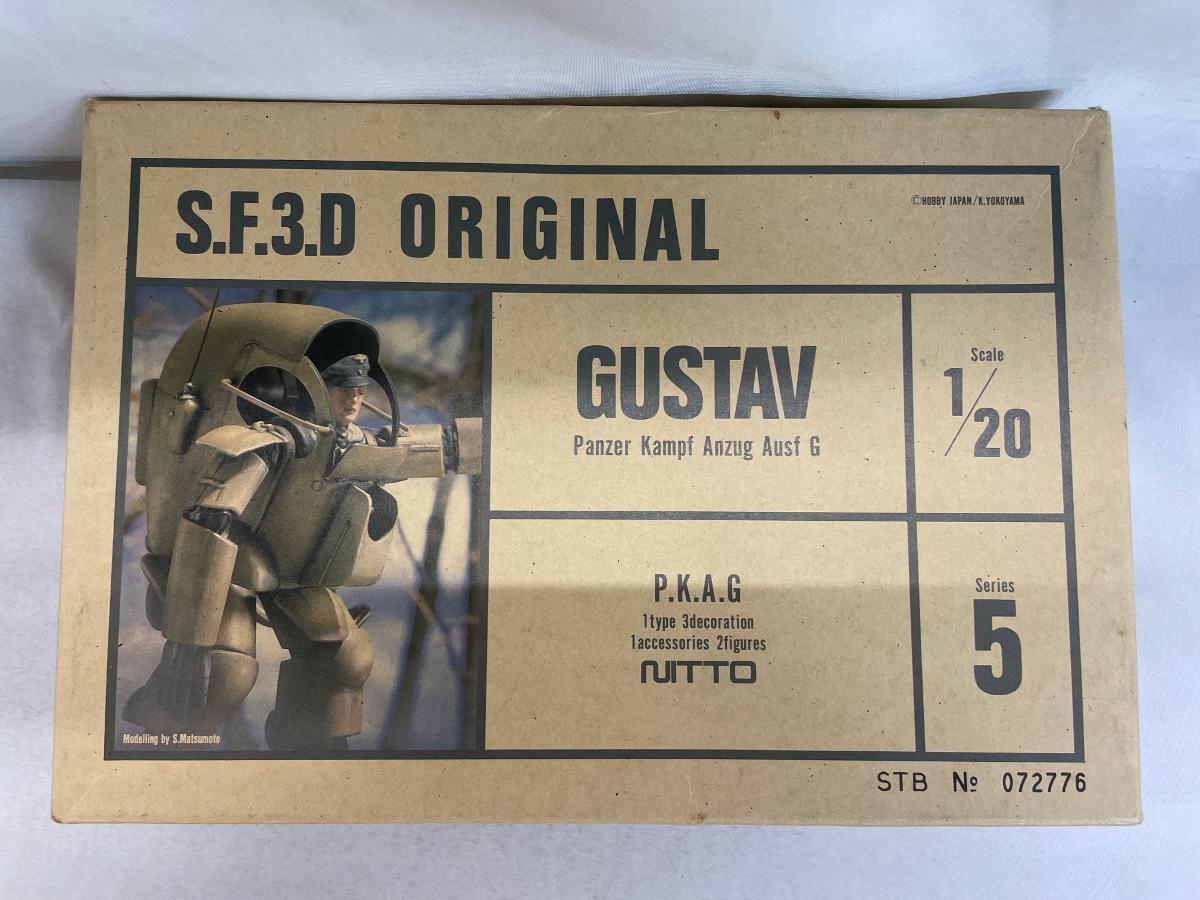 S.F.3.D ORIGINAL
©HOBBY JAPAN/K.YOKOYAMA
GUSTAV
Panzer Kampf Anzug Ausf G
Scale
1/20
P.K.A.G
1type 3decoration
1accessories 2figures
NITTO
Series
5
Modelling by S.Matsumoto
STB № 072776